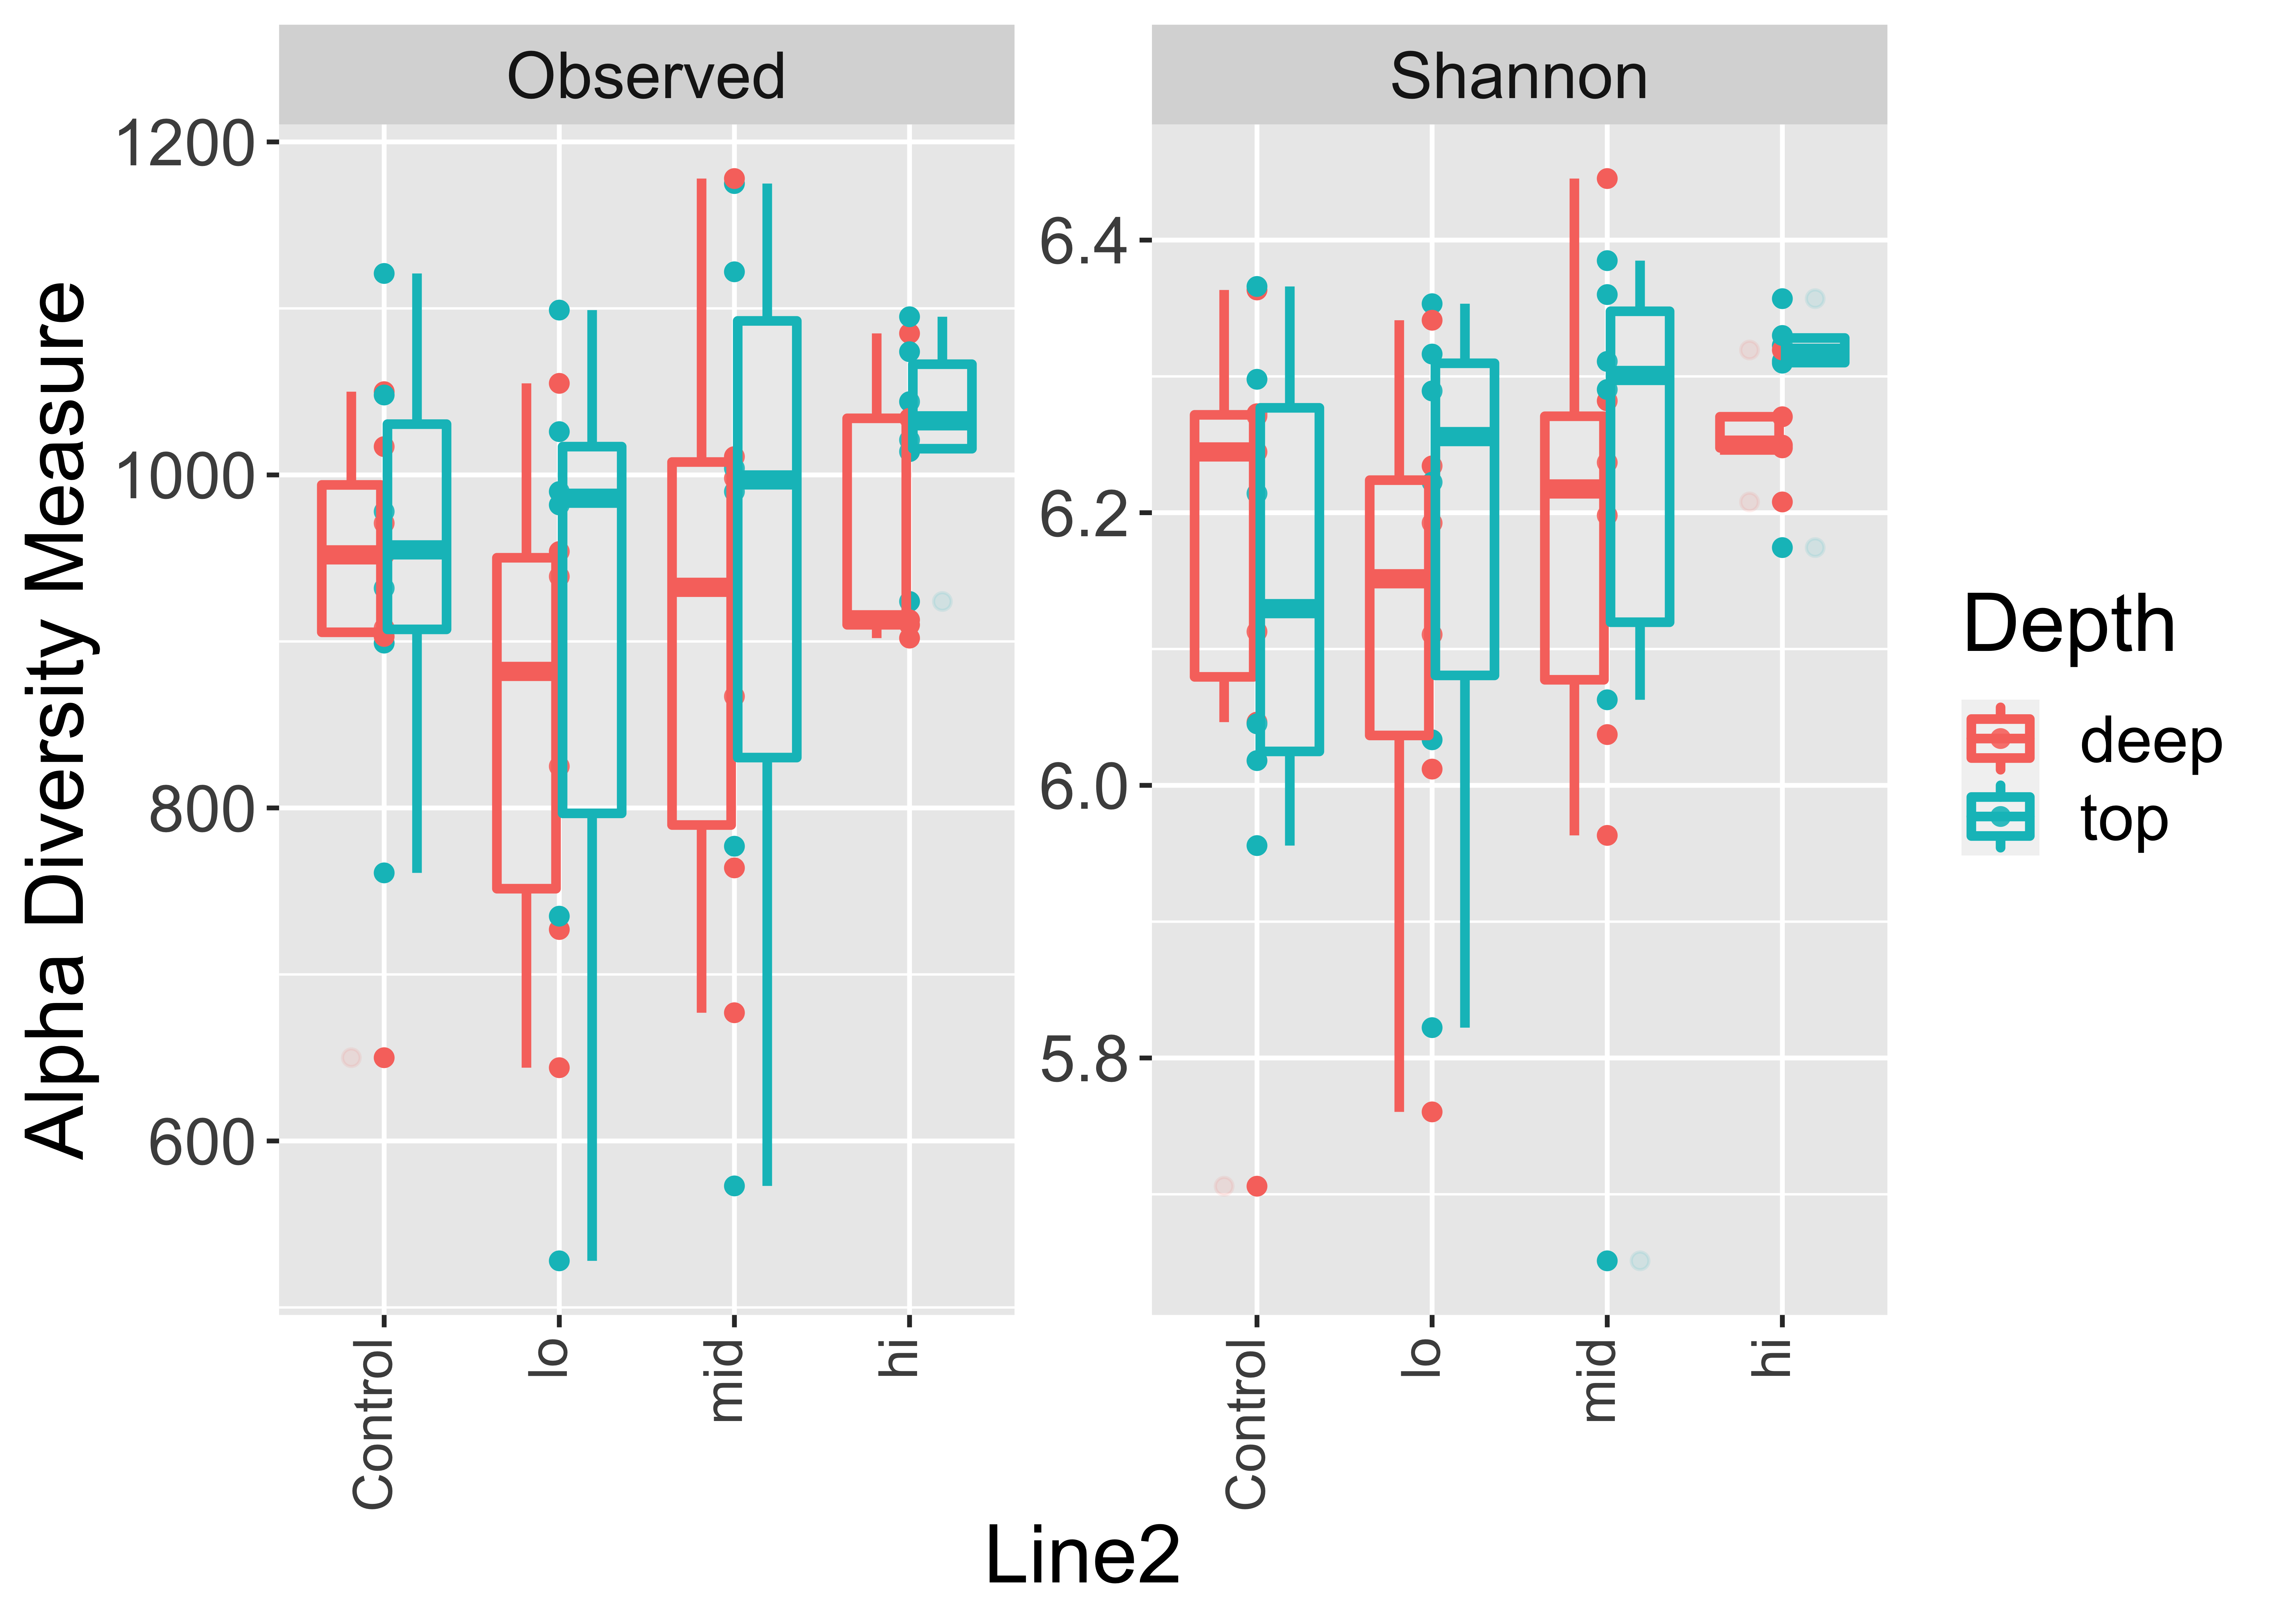 Observed
Shannon
Alpha Diversity Measure
1200
1000
800
600
6.4
6.2
6.0
5.8
Control
lo
mid
hi
Control
lo
mid
hi
Line2
Depth
deep
top